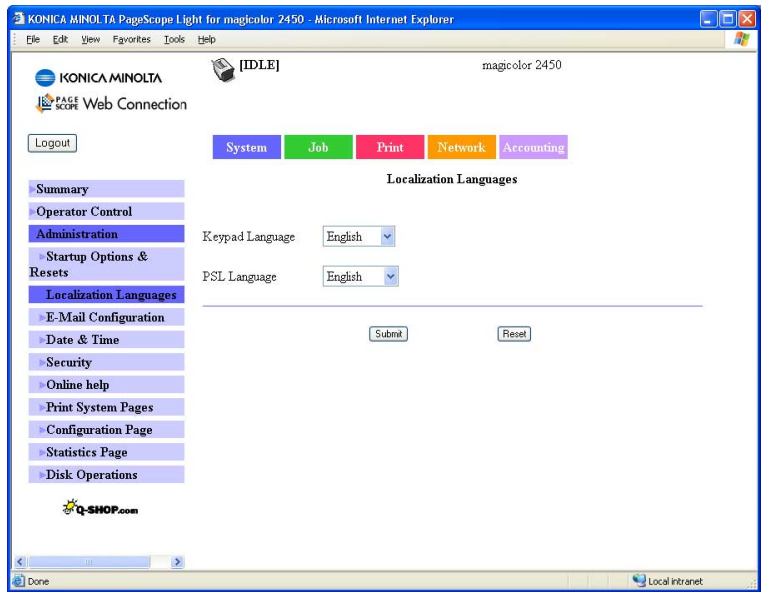 KONICA MINOLTA PageScope Light for magicolor 2450 - Microsoft Internet Explorer
File Edit View Favorites Tools Help
KONICA MINOLTA
PAGE SCOPE Web Connection
[IDLE]
magicolor 2450
Logout
System Job Print Network Accounting
Localization Languages
Summary
Operator Control
Administration
Startup Options &
Resets
Localization Languages
E-Mail Configuration
Date & Time
Security
Online help
Print System Pages
Configuration Page
Statistics Page
Disk Operations
Q-SHOP.com
Keypad Language English
PSL Language English
Submit Reset
Done Local intranet